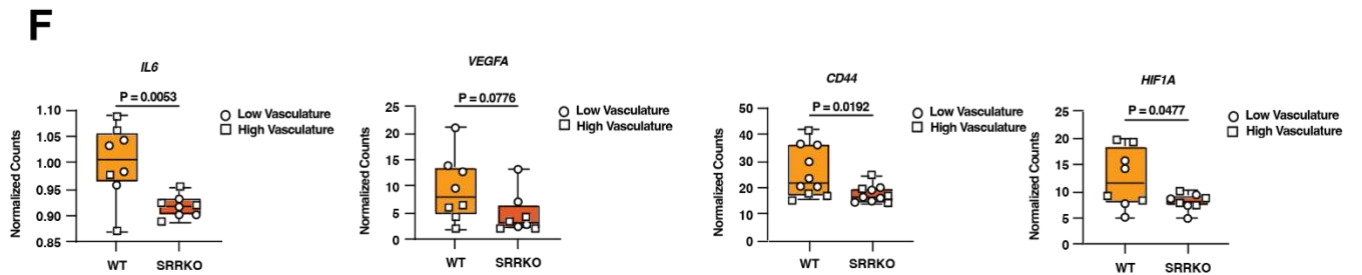 F
IL6
P = 0.0053
Low Vasculature
High Vasculature
Normalized Counts
1.10
1.05
1.00
0.95
0.90
0.85
WT SRRKO
VEGFA
P = 0.0776
Low Vasculature
High Vasculature
Normalized Counts
25
20
15
10
5
0
WT SRRKO
CD44
P = 0.0192
Low Vasculature
High Vasculature
Normalized Counts
50
40
30
20
10
0
WT SRRKO
HIF1A
P = 0.0477
Low Vasculature
High Vasculature
Normalized Counts
25
20
15
10
5
0
WT SRRKO